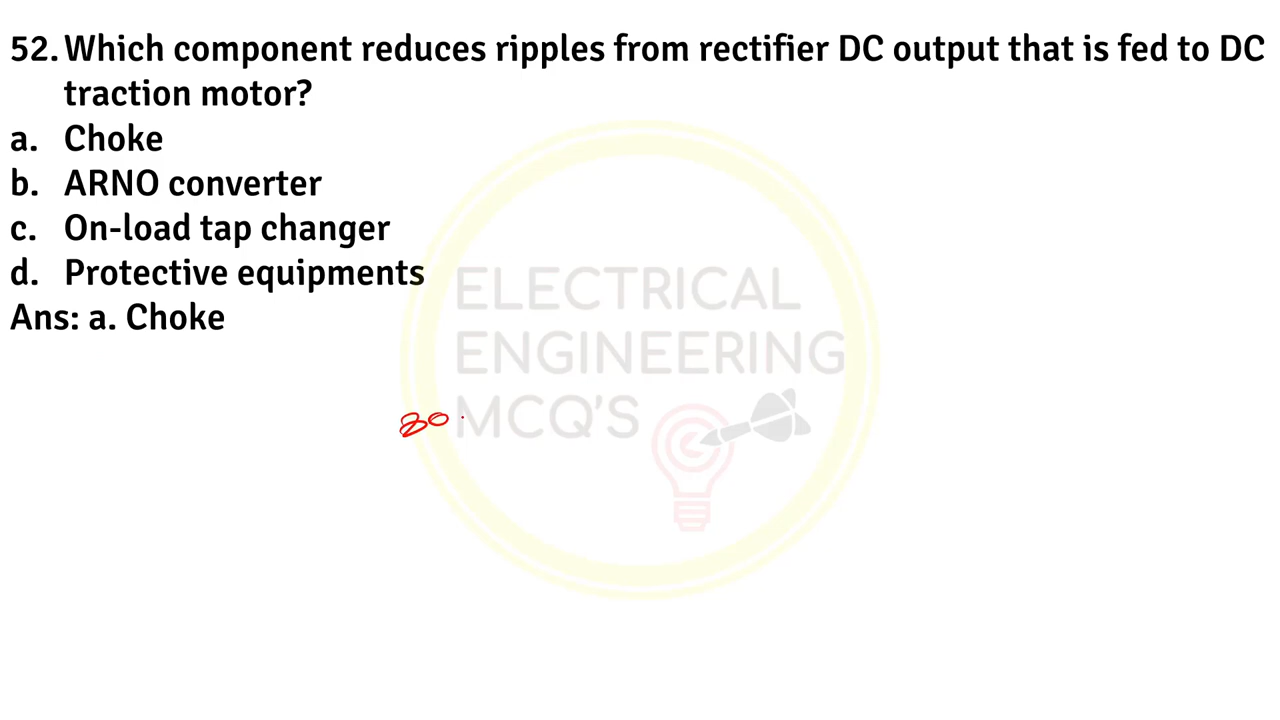 52. Which component reduces ripples from rectifier DC output that is fed to DC
traction motor?
a. Choke
b. ARNO converter
c. On-load tap changer
d. Protective equipments
Ans: a. Choke
ELECTRICAL
ENGINEERING
MCQ'S